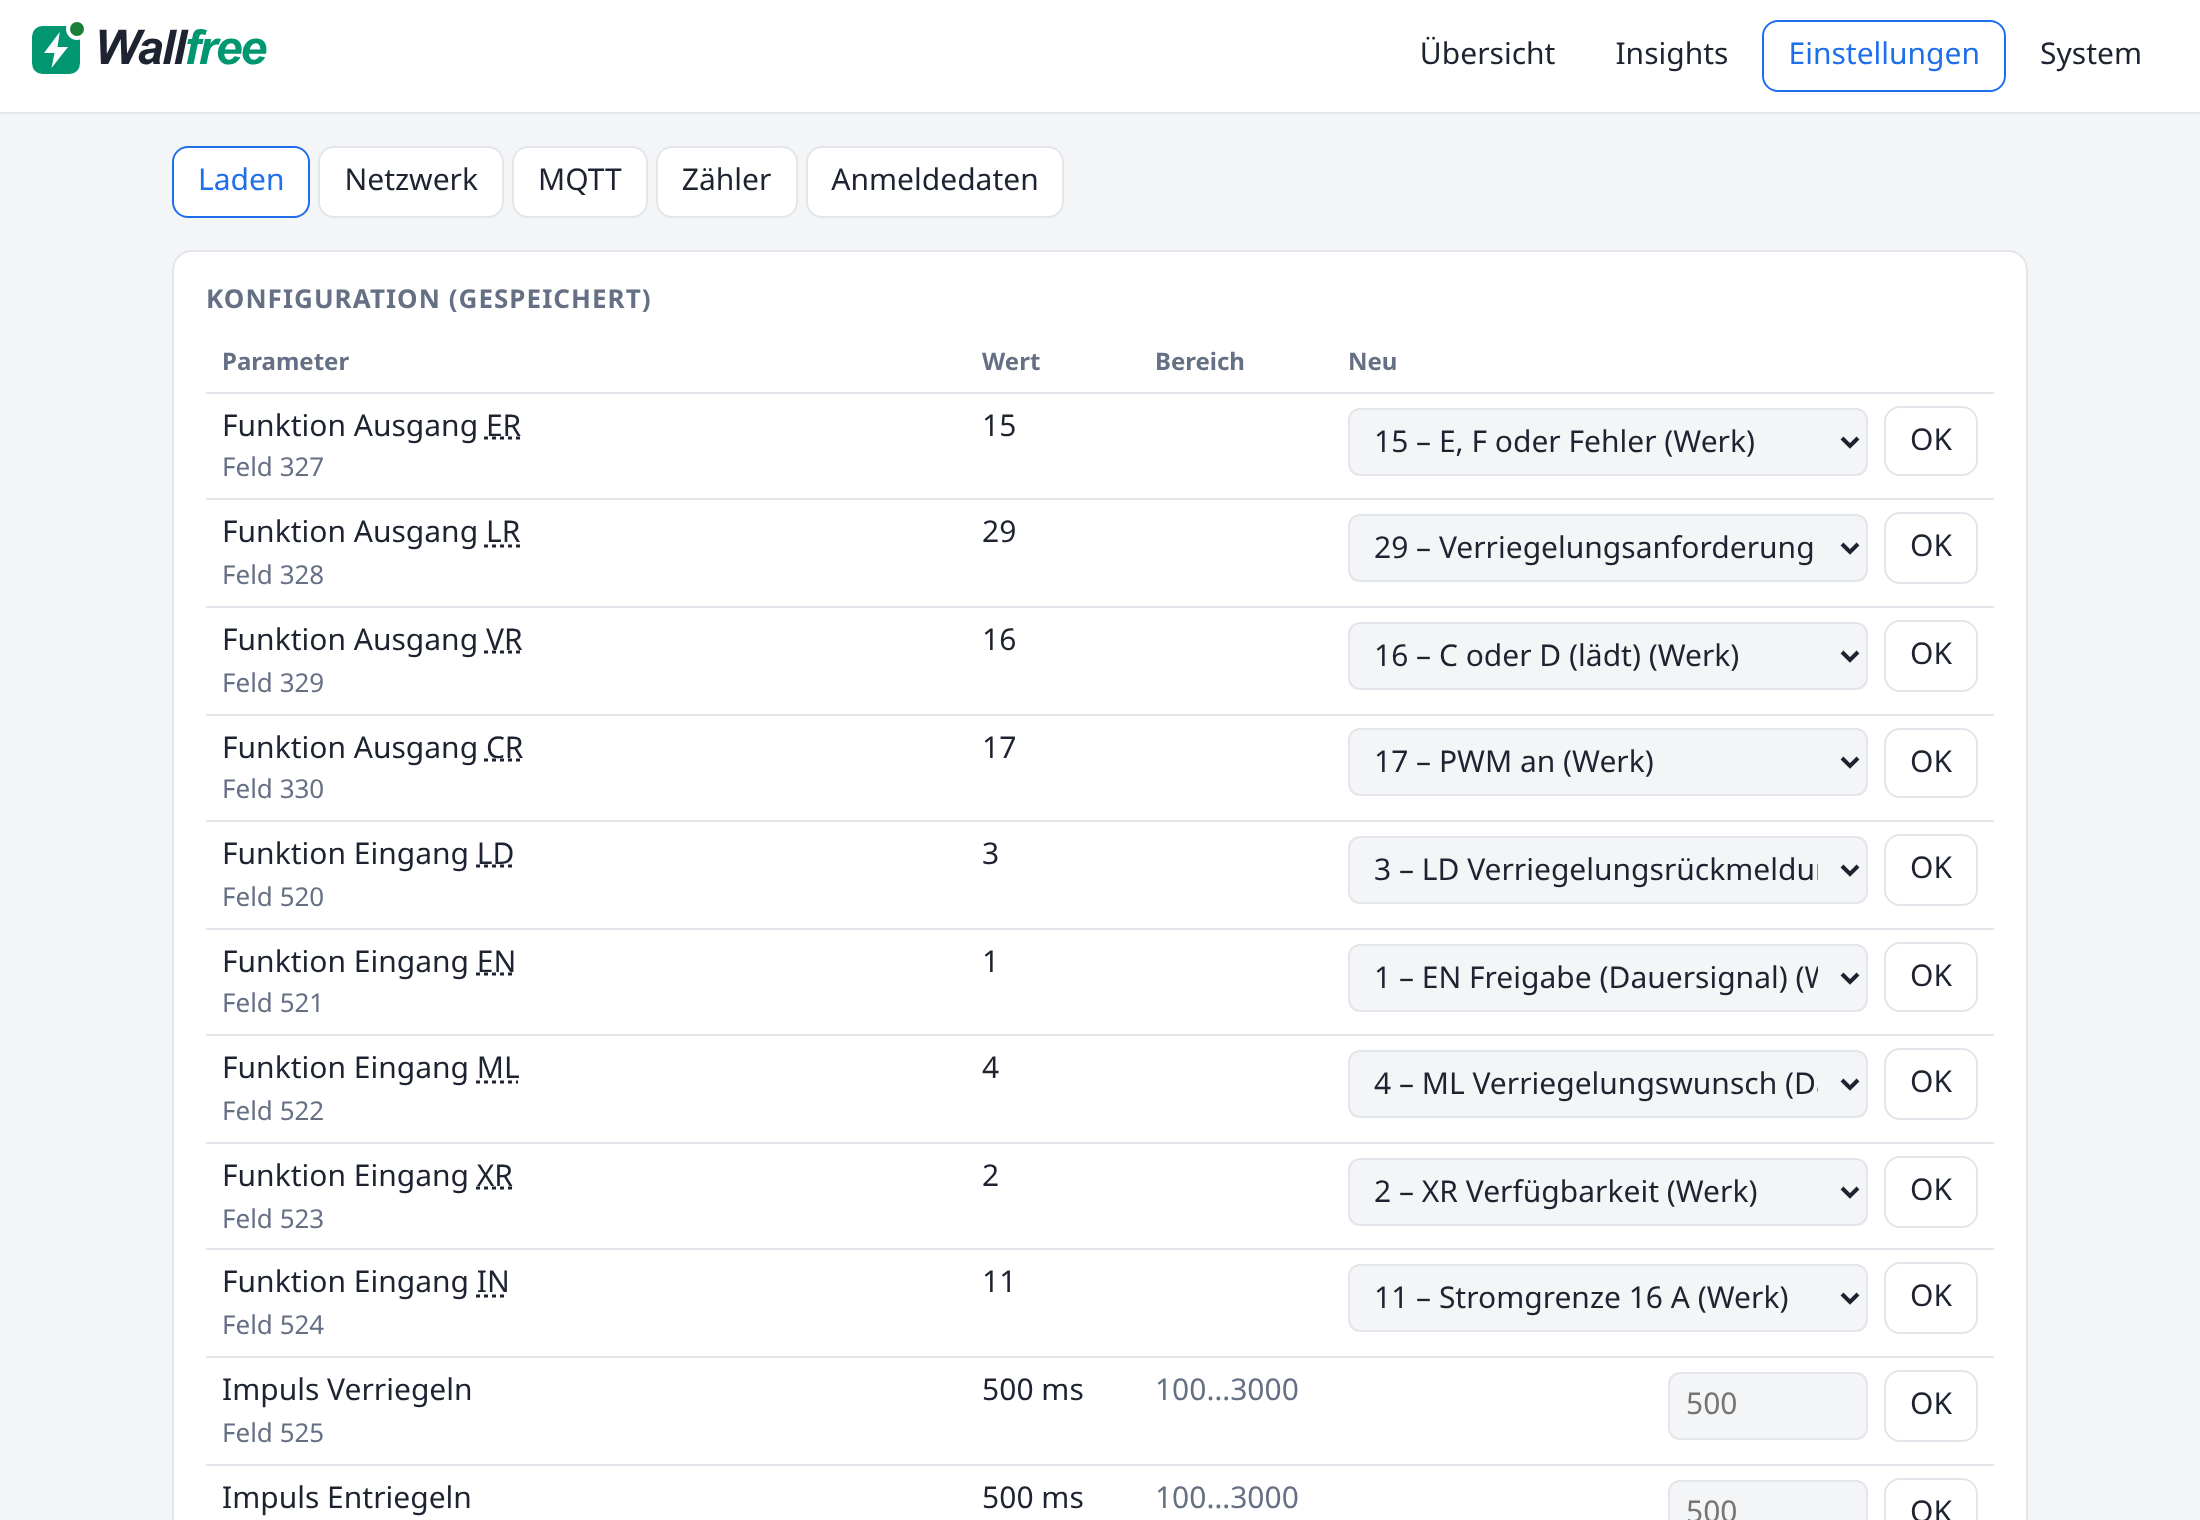 Wallfree
Übersicht Insights Einstellungen System
Laden Netzwerk MQTT Zähler Anmeldedaten
KONFIGURATION (GESPEICHERT)
Parameter Wert Bereich Neu
Funktion Ausgang ER 15 15 – E, F oder Fehler (Werk) OK
Feld 327
Funktion Ausgang LR 29 29 – Verriegelungsanforderung OK
Feld 328
Funktion Ausgang VR 16 16 – C oder D (lädt) (Werk) OK
Feld 329
Funktion Ausgang CR 17 17 – PWM an (Werk) OK
Feld 330
Funktion Eingang LD 3 3 – LD Verriegelungsrückmeldu OK
Feld 520
Funktion Eingang EN 1 1 – EN Freigabe (Dauersignal) (W OK
Feld 521
Funktion Eingang ML 4 4 – ML Verriegelungswunsch (D OK
Feld 522
Funktion Eingang XR 2 2 – XR Verfügbarkeit (Werk) OK
Feld 523
Funktion Eingang IN 11 11 – Stromgrenze 16 A (Werk) OK
Feld 524
Impuls Verriegeln 500 ms 100…3000 500 OK
Feld 525
Impuls Entriegeln 500 ms 100…3000 500 OK